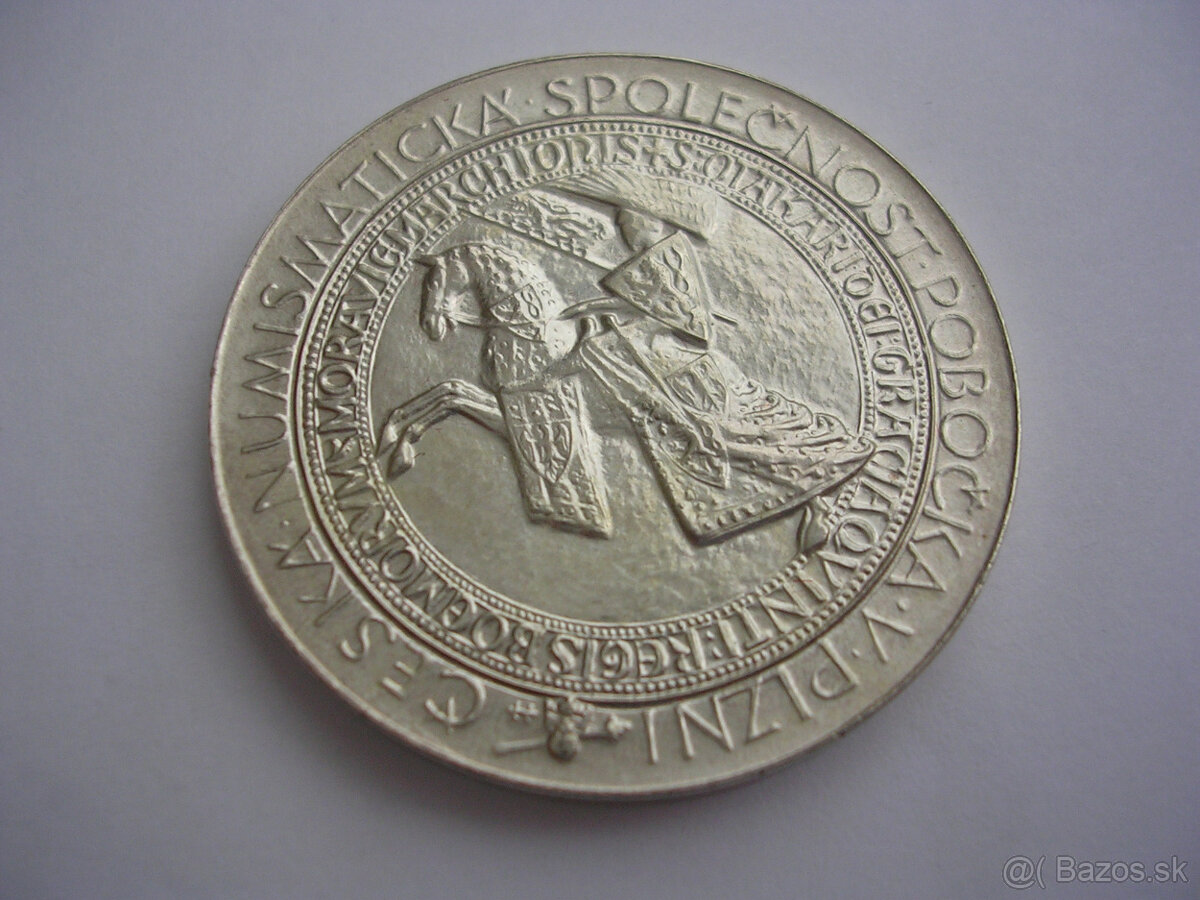 ČESKÁ · NUMISMATICKÁ · SPOLEČNOST · POBOČKA · V · PLZNI
+ S : OTAKARI : DEI : GRACIA : QVINTI : REGIS BOEMORVM : MORAVIE MARCHIONIS
@( Bazos.sk